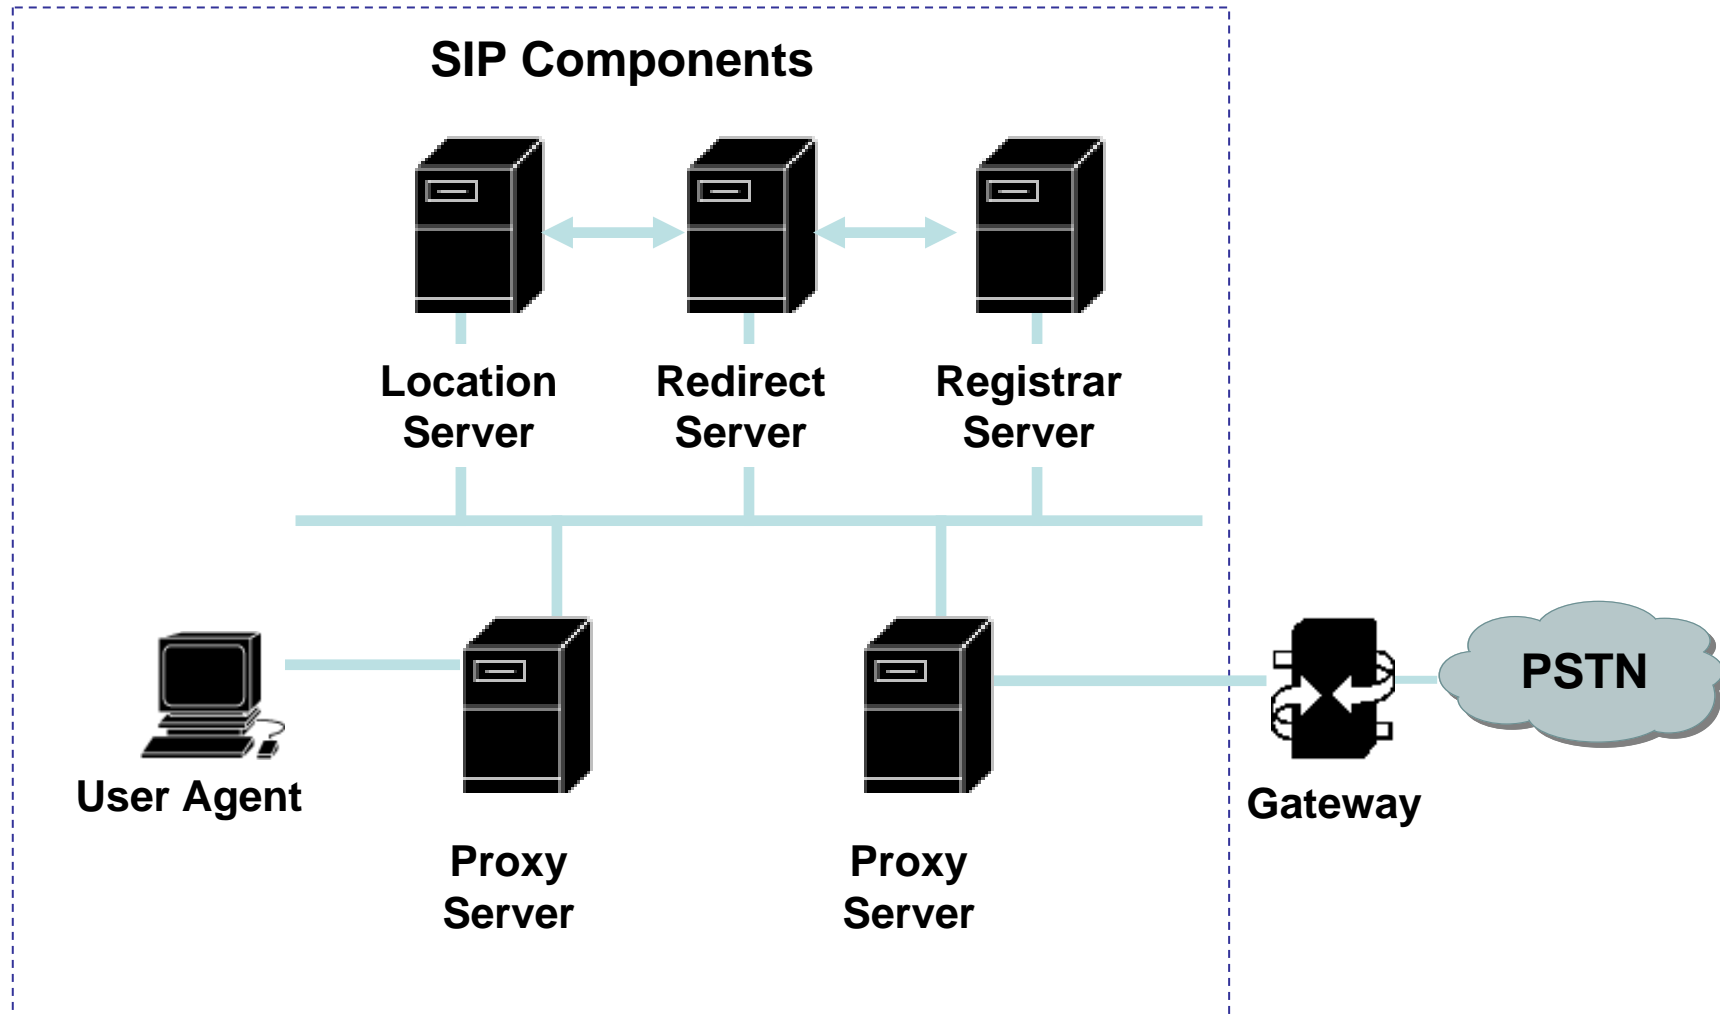 SIP Components
Location
Server
Redirect
Server
Registrar
Server
PSTN
User Agent
Gateway
Proxy
Server
Proxy
Server